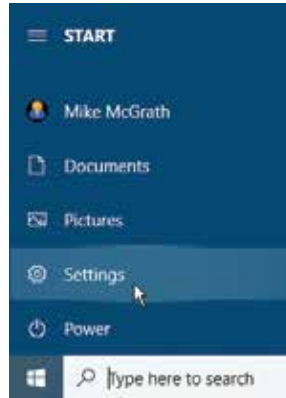 START
Mike McGrath
Documents
Pictures
Settings
Power
Type here to search